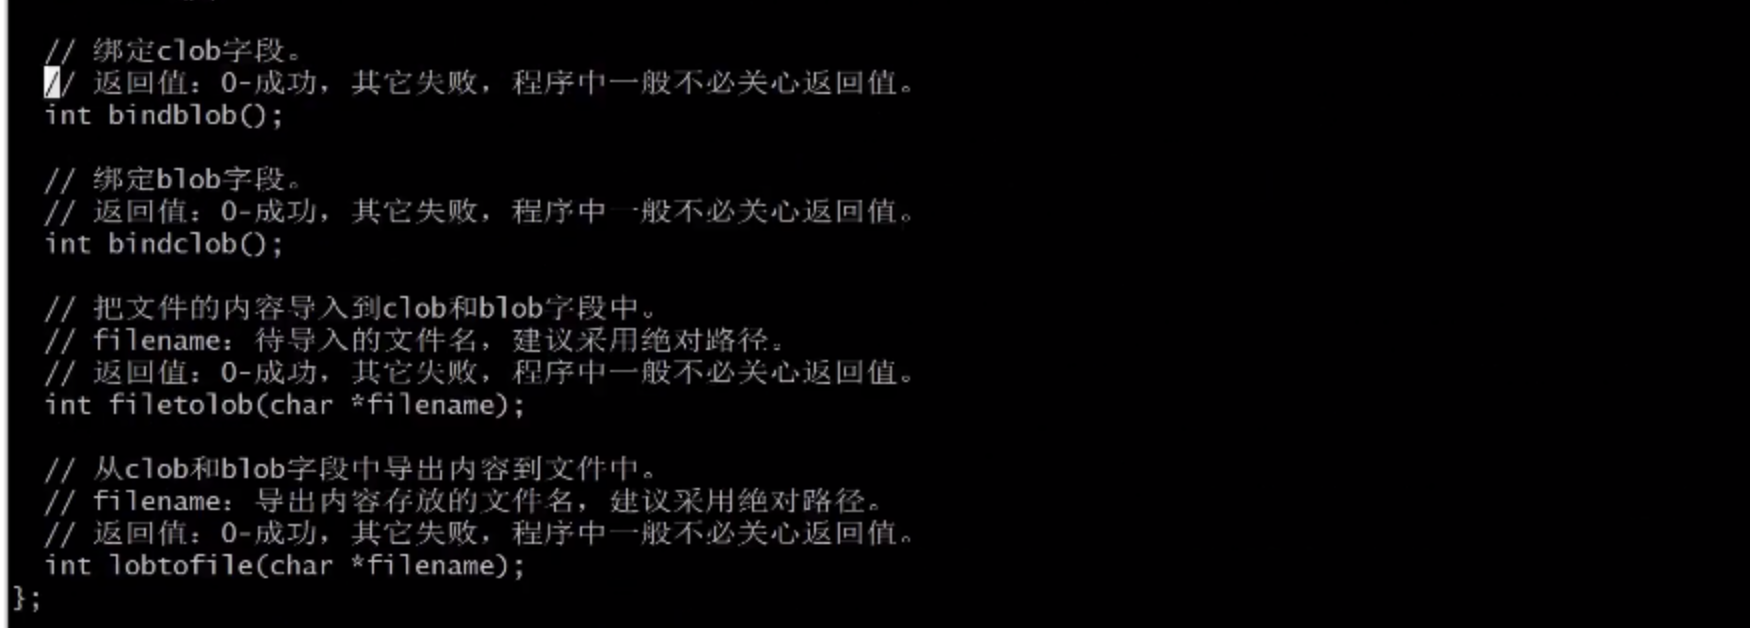 // 绑定clob字段。
// 返回值：0-成功，其它失败，程序中一般不必关心返回值。
int bindblob();
// 绑定blob字段。
// 返回值：0-成功，其它失败，程序中一般不必关心返回值。
int bindclob();
// 把文件的内容导入到clob和blob字段中。
// filename：待导入的文件名，建议采用绝对路径。
// 返回值：0-成功，其它失败，程序中一般不必关心返回值。
int filetolob(char *filename);
// 从clob和blob字段中导出内容到文件中。
// filename：导出内容存放的文件名，建议采用绝对路径。
// 返回值：0-成功，其它失败，程序中一般不必关心返回值。
int lobtofile(char *filename);
};